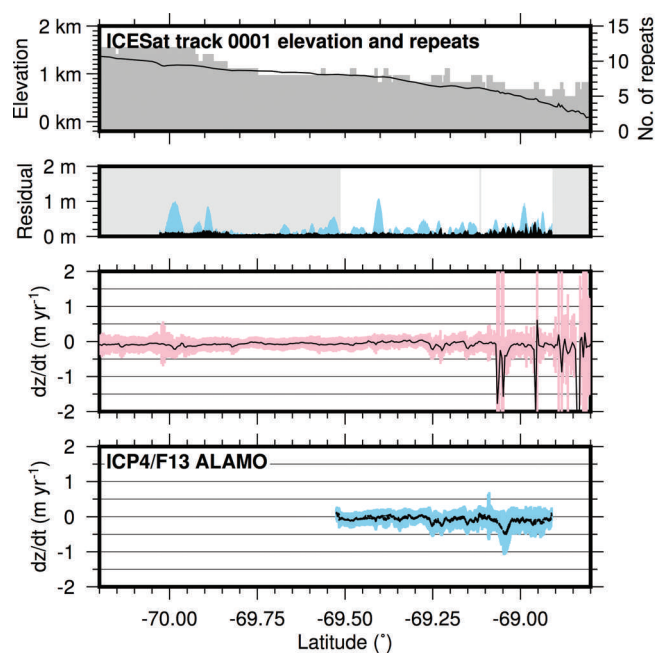 ICESat track 0001 elevation and repeats
2 km
1 km
0 km
Elevation
15
10
5
0
No. of repeats
2 m
1 m
0 m
Residual
2
1
0
-1
-2
dz/dt (m yr⁻¹)
ICP4/F13 ALAMO
2
1
0
-1
-2
dz/dt (m yr⁻¹)
-70.00 -69.75 -69.50 -69.25 -69.00
Latitude (°)